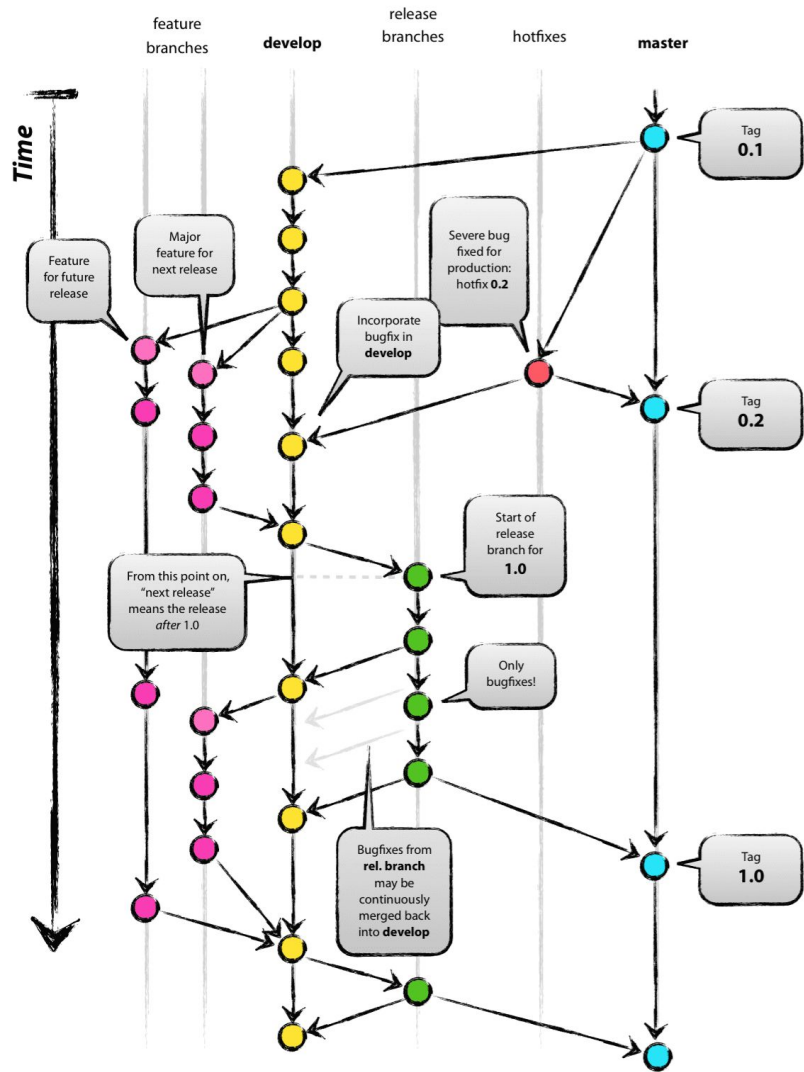 feature
branches
develop
release
branches
hotfixes
master
Time
Tag
0.1
Feature
for future
release
Major
feature for
next release
Severe bug
fixed for
production:
hotfix 0.2
Incorporate
bugfix in
develop
Tag
0.2
Start of
release
branch for
1.0
From this point on,
“next release”
means the release
after 1.0
Only
bugfixes!
Bugfixes from
rel. branch
may be
continuously
merged back
into develop
Tag
1.0